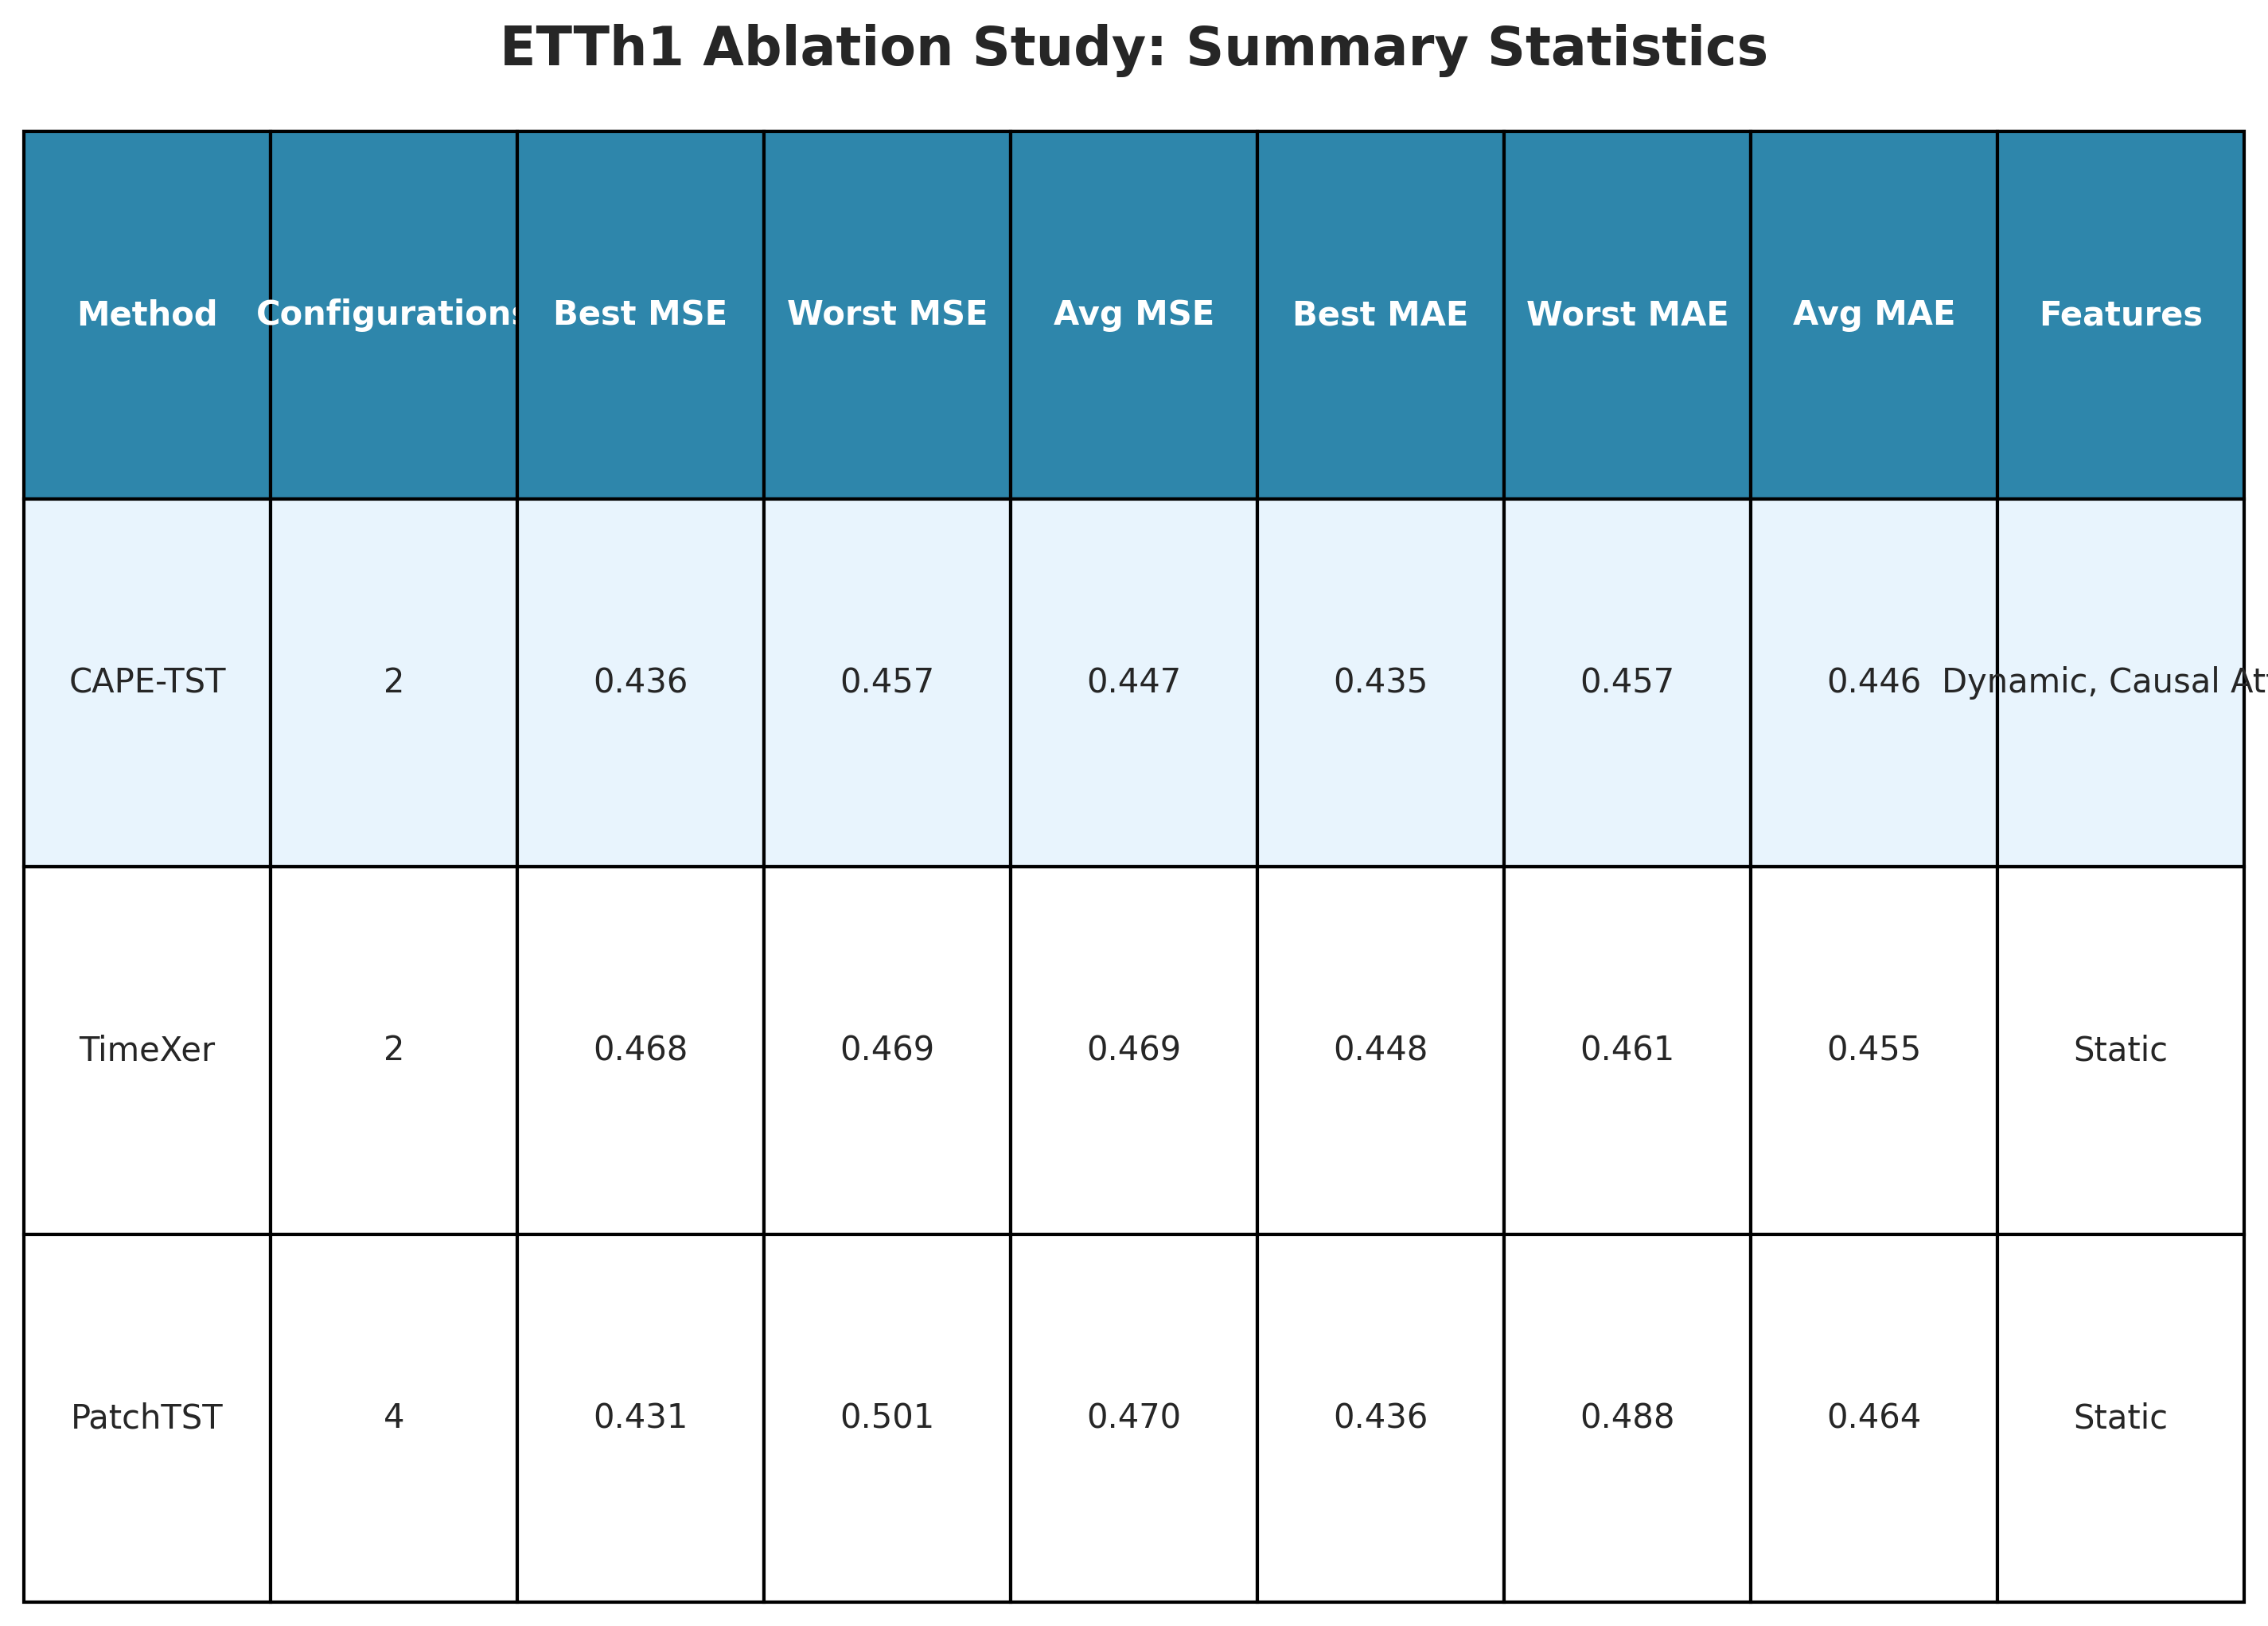 ETTh1 Ablation Study: Summary Statistics
Method Configurations Best MSE Worst MSE Avg MSE Best MAE Worst MAE Avg MAE Features
CAPE-TST 2 0.436 0.457 0.447 0.435 0.457 0.446 Dynamic, Causal
TimeXer 2 0.468 0.469 0.469 0.448 0.461 0.455 Static
PatchTST 4 0.431 0.501 0.470 0.436 0.488 0.464 Static